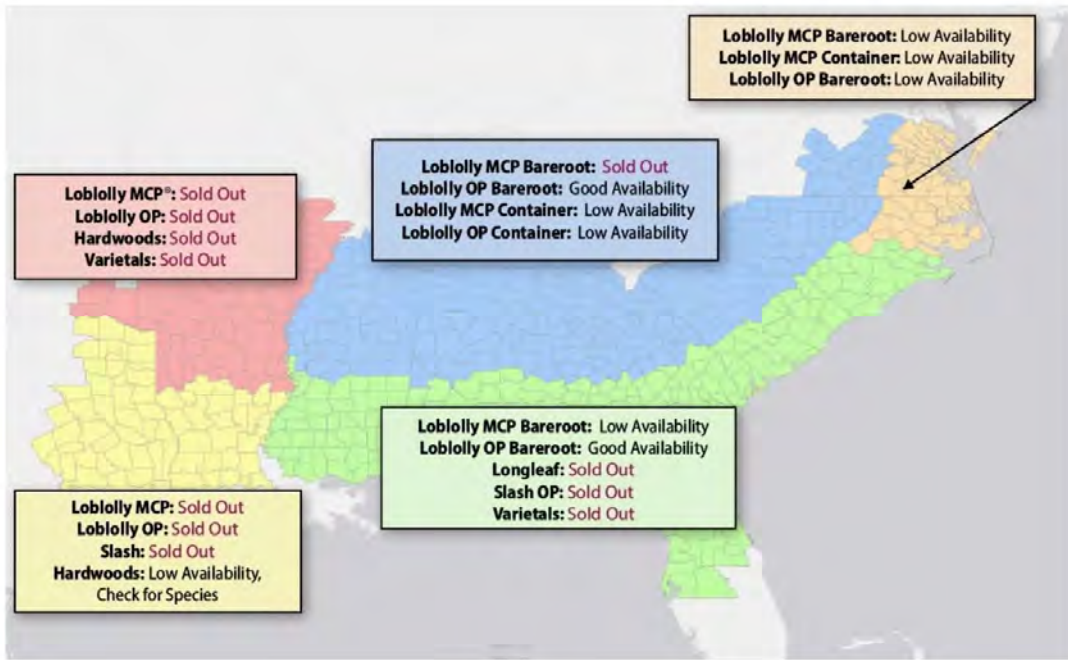 Loblolly MCP Bareroot: Low Availability
Loblolly MCP Container: Low Availability
Loblolly OP Bareroot: Low Availability
Loblolly MCP Bareroot: Sold Out
Loblolly OP Bareroot: Good Availability
Loblolly MCP Container: Low Availability
Loblolly OP Container: Low Availability
Loblolly MCP®: Sold Out
Loblolly OP: Sold Out
Hardwoods: Sold Out
Varietals: Sold Out
Loblolly MCP Bareroot: Low Availability
Loblolly OP Bareroot: Good Availability
Longleaf: Sold Out
Slash OP: Sold Out
Varietals: Sold Out
Loblolly MCP: Sold Out
Loblolly OP: Sold Out
Slash: Sold Out
Hardwoods: Low Availability,
Check for Species